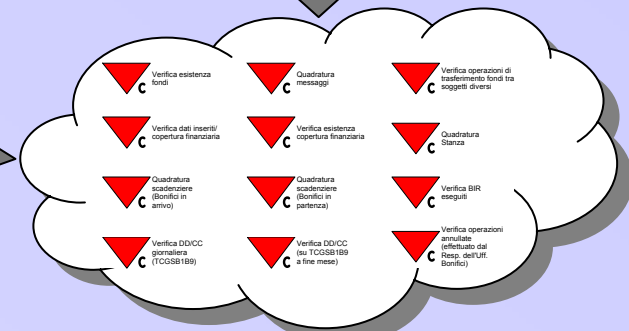 C
Verifica esistenza
fondi
C
Quadratura
messaggi
C
Verifica operazioni di
trasferimento fondi tra
soggetti diversi
C
Verifica dati inseriti/
copertura finanziaria
C
Verifica esistenza
copertura finanziaria
C
Quadratura
Stanza
C
Quadratura
scadenziere
(Bonifici in
arrivo)
C
Quadratura
scadenziere
(Bonifici in
partenza)
C
Verifica BIR
eseguiti
C
Verifica DD/CC
giornaliera
(TCGSB1B9)
C
Verifica DD/CC
(su TCGSB1B9
a fine mese)
C
Verifica operazioni
annullate
(effettuato dal
Resp. dell'Uff.
Bonifici)